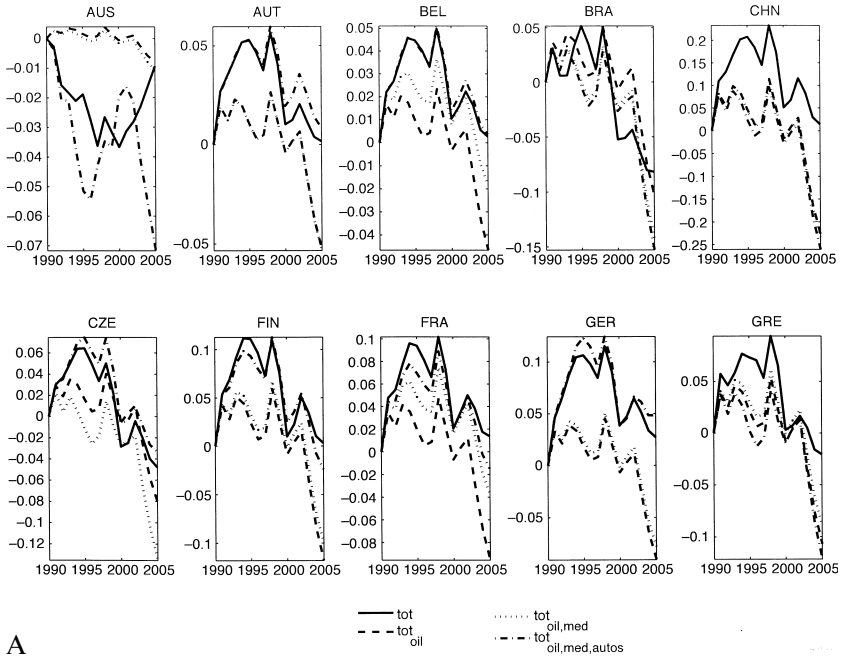 AUS AUT BEL BRA CHN
0 −0.01 −0.02 −0.03 −0.04 −0.05 −0.06 −0.07
0.05 0 −0.05
0.05 0.04 0.03 0.02 0.01 0 −0.01 −0.02 −0.03 −0.04
0.05 0 −0.05 −0.1 −0.15
0.2 0.15 0.1 0.05 0 −0.05 −0.1 −0.15 −0.2 −0.25
1990 1995 2000 2005 1990 1995 2000 2005 1990 1995 2000 2005 1990 1995 2000 2005 1990 1995 2000 2005
CZE FIN FRA GER GRE
0.06 0.04 0.02 0 −0.02 −0.04 −0.06 −0.08 −0.1 −0.12
0.1 0.05 0 −0.05 −0.1
0.1 0.08 0.06 0.04 0.02 0 −0.02 −0.04 −0.06 −0.08
0.1 0.05 0 −0.05
0.05 0 −0.05 −0.1
1990 1995 2000 2005 1990 1995 2000 2005 1990 1995 2000 2005 1990 1995 2000 2005 1990 1995 2000 2005
tot
tot oil
tot oil,med
tot oil,med,autos
A